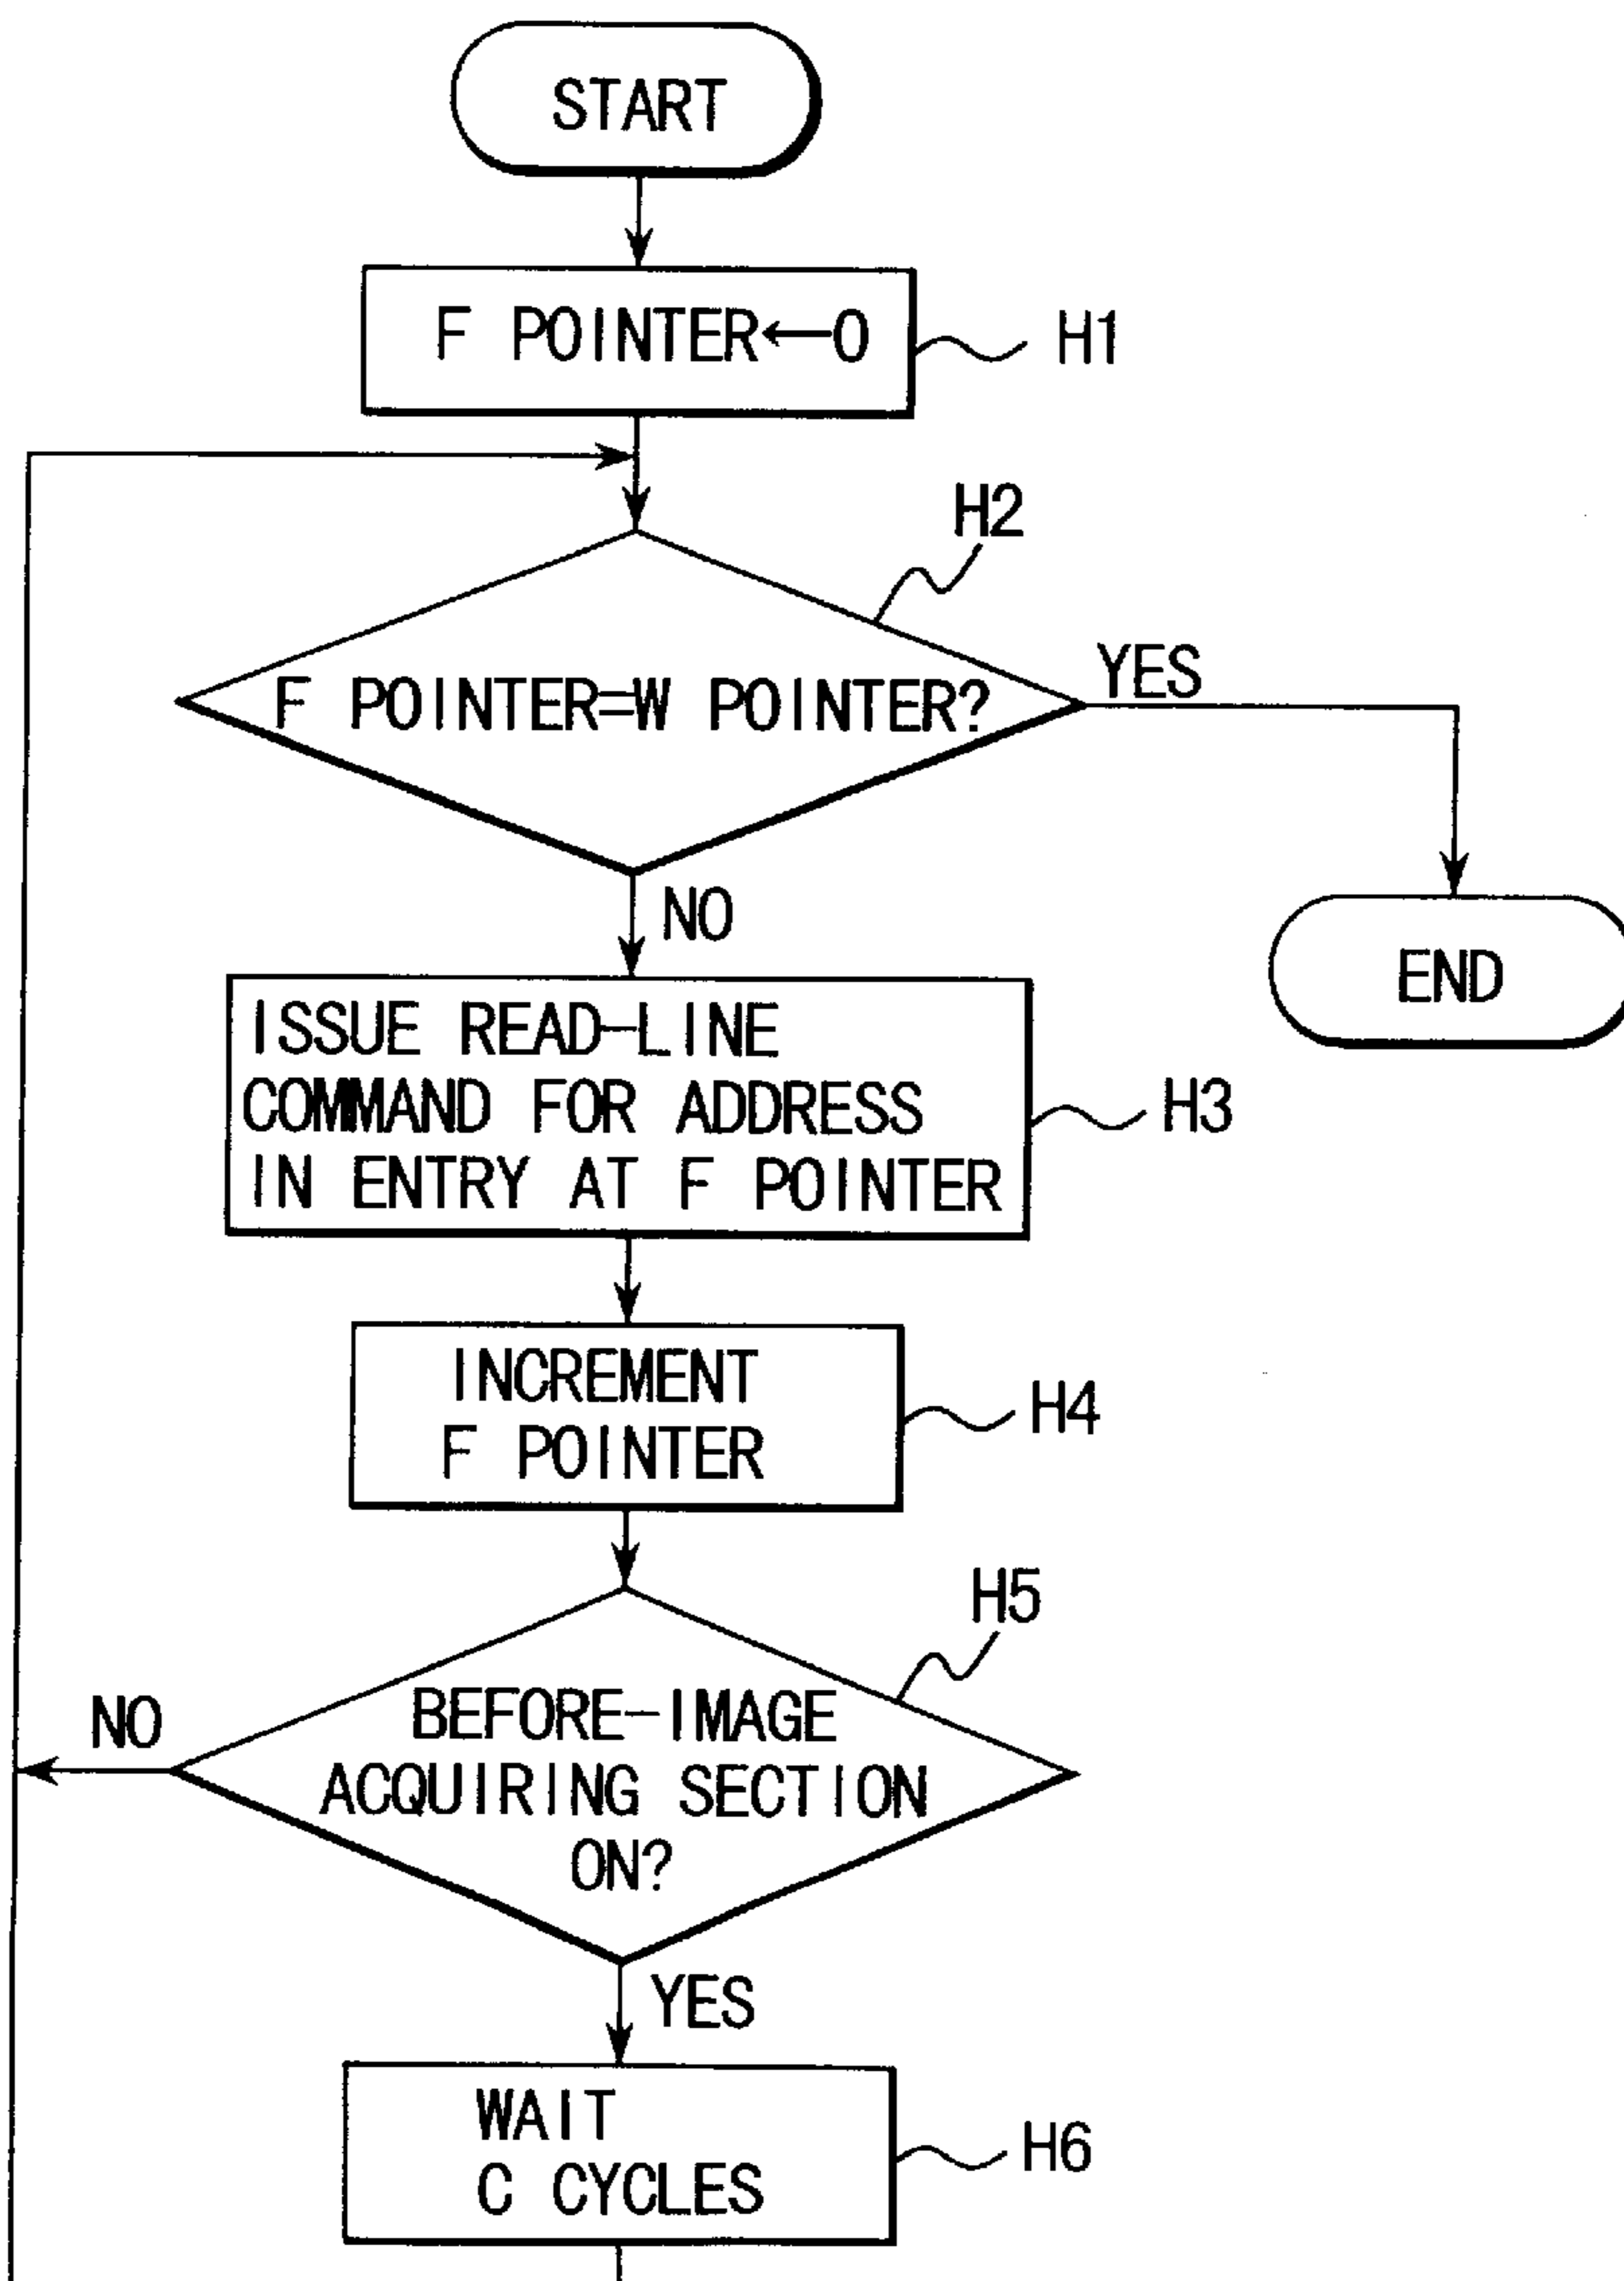 START
F POINTER←0
H1
H2
F POINTER=W POINTER?
YES
NO
END
ISSUE READ-LINE
COMMAND FOR ADDRESS
IN ENTRY AT F POINTER
H3
INCREMENT
F POINTER
H4
H5
NO
BEFORE-IMAGE
ACQUIRING SECTION
ON?
YES
WAIT
C CYCLES
H6